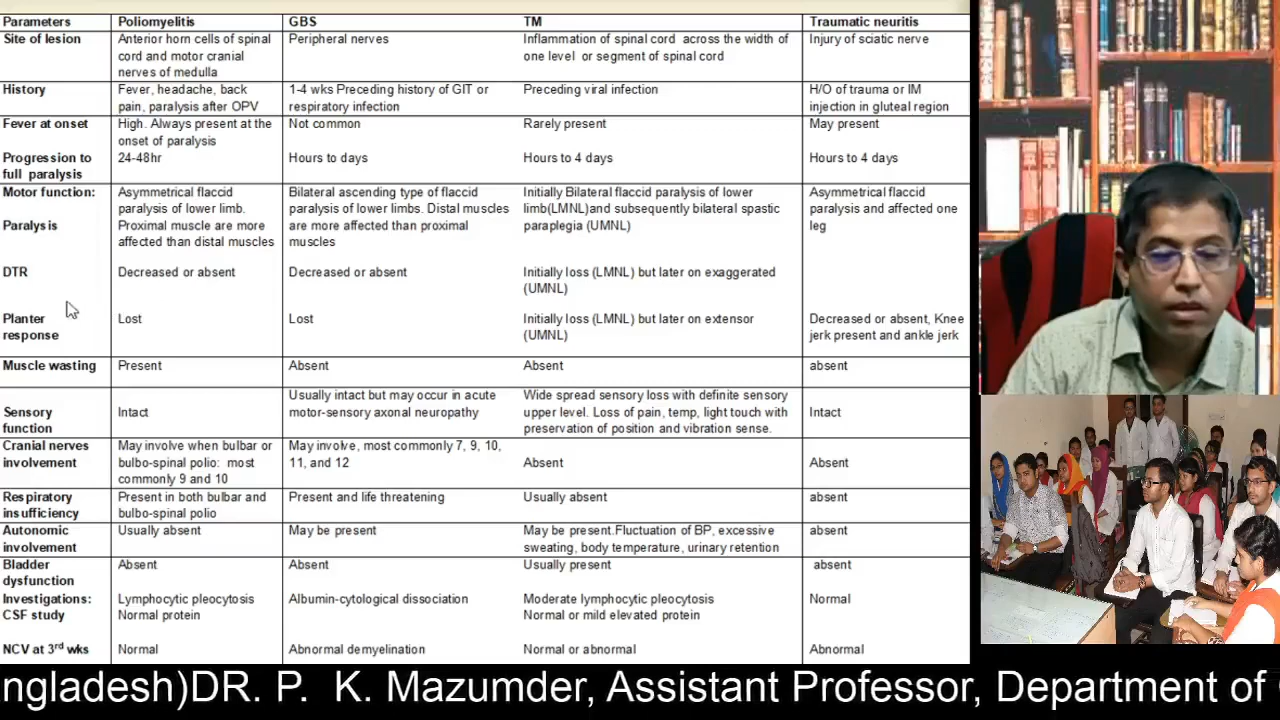 Parameters Poliomyelitis GBS TM Traumatic neuritis
Site of lesion Anterior horn cells of spinal Peripheral nerves Inflammation of spinal cord across the width of Injury of sciatic nerve
cord and motor cranial one level or segment of spinal cord
nerves of medulla
History Fever, headache, back 1-4 wks Preceding history of GIT or Preceding viral infection H/O of trauma or IM
pain, paralysis after OPV respiratory infection injection in gluteal region
Fever at onset High. Always present at the Not common Rarely present May present
onset of paralysis
Progression to 24-48hr Hours to days Hours to 4 days Hours to 4 days
full paralysis
Motor function: Asymmetrical flaccid Bilateral ascending type of flaccid Initially Bilateral flaccid paralysis of lower Asymmetrical flaccid
paralysis of lower limb. paralysis of lower limbs. Distal muscles limb(LMNL)and subsequently bilateral spastic paralysis and affected one
Paralysis Proximal muscle are more are more affected than proximal paraplegia (UMNL) leg
affected than distal muscles muscles
DTR Decreased or absent Decreased or absent Initially loss (LMNL) but later on exaggerated
(UMNL)
Planter Lost Lost Initially loss (LMNL) but later on extensor Decreased or absent, Knee
response (UMNL) jerk present and ankle jerk
Muscle wasting Present Absent Absent absent
Usually intact but may occur in acute Wide spread sensory loss with definite sensory
Sensory Intact motor-sensory axonal neuropathy upper level. Loss of pain, temp, light touch with Intact
function preservation of position and vibration sense.
Cranial nerves May involve when bulbar or May involve, most commonly 7, 9, 10,
involvement bulbo-spinal polio: most 11, and 12 Absent Absent
commonly 9 and 10
Respiratory Present in both bulbar and Present and life threatening Usually absent absent
insufficiency bulbo-spinal polio
Autonomic Usually absent May be present May be present.Fluctuation of BP, excessive absent
involvement sweating, body temperature, urinary retention
Bladder Absent Absent Usually present absent
dysfunction
Investigations: Lymphocytic pleocytosis Albumin-cytological dissociation Moderate lymphocytic pleocytosis Normal
CSF study Normal protein Normal or mild elevated protein
NCV at 3rd wks Normal Abnormal demyelination Normal or abnormal Abnormal
ngladesh)DR. P. K. Mazumder, Assistant Professor, Department of